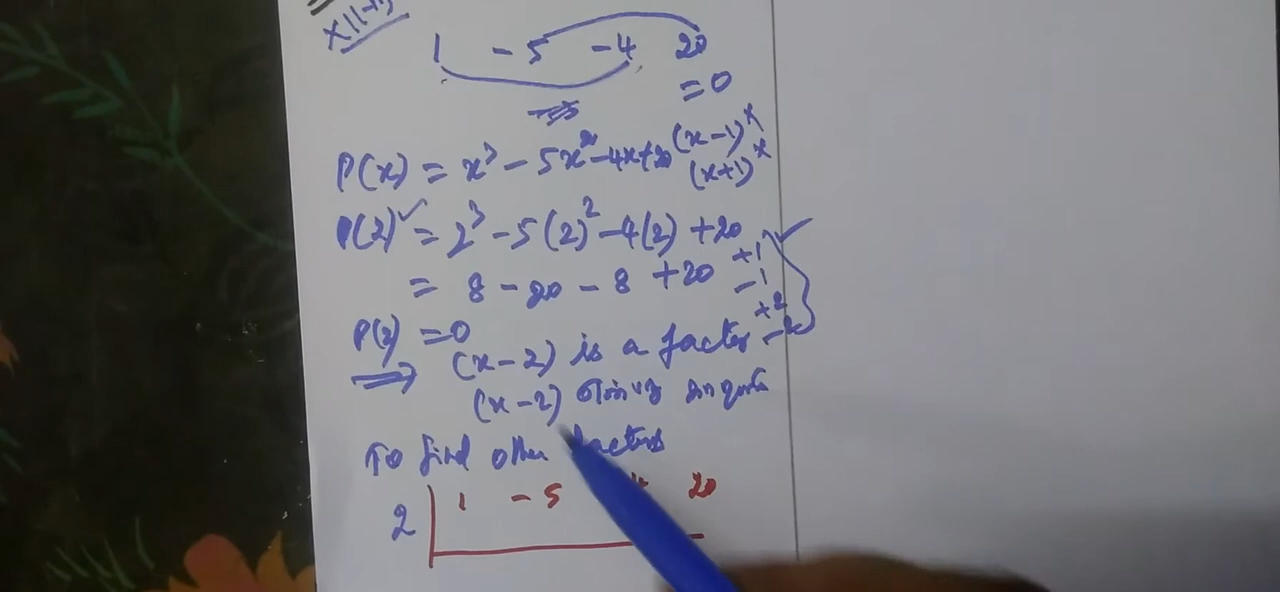 1 -5 -4 20
= 0
P(x) = x³ - 5x² - 4x + 20 (x-1) ×
(x+1) ×
P(2) ✓ = 2³ - 5(2)² - 4(2) + 20 ✓
= 8 - 20 - 8 + 20 +1
-1
+2
-2
P(2) = 0
⇒ (x-2) is a factor
(x-2)
To find other factors
2 | 1 -5 20